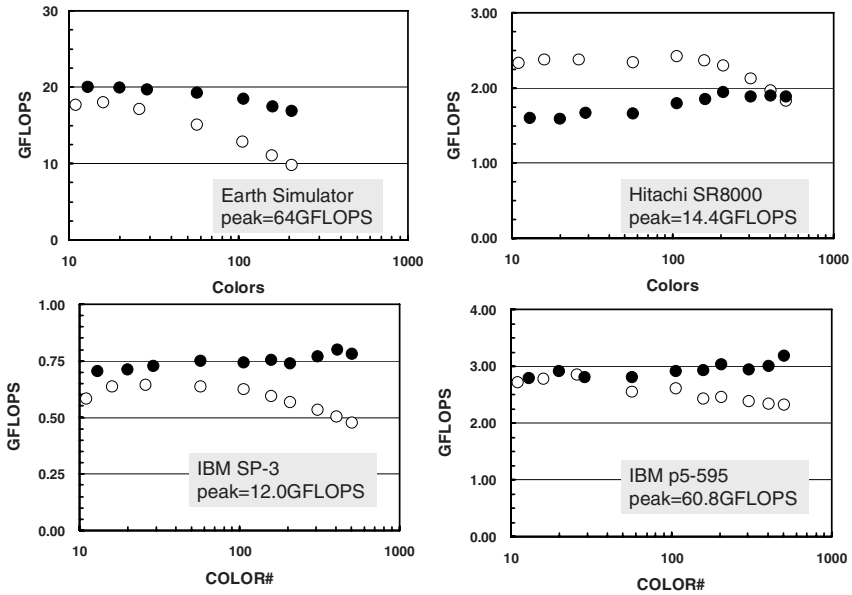 30
20
10
0
GFLOPS
Earth Simulator
peak=64GFLOPS
10
100
1000
Colors
3.00
2.00
1.00
0.00
GFLOPS
Hitachi SR8000
peak=14.4GFLOPS
10
100
1000
Colors
1.00
0.75
0.50
0.25
0.00
GFLOPS
IBM SP-3
peak=12.0GFLOPS
10
100
1000
COLOR#
4.00
3.00
2.00
1.00
0.00
GFLOPS
IBM p5-595
peak=60.8GFLOPS
10
100
1000
COLOR#